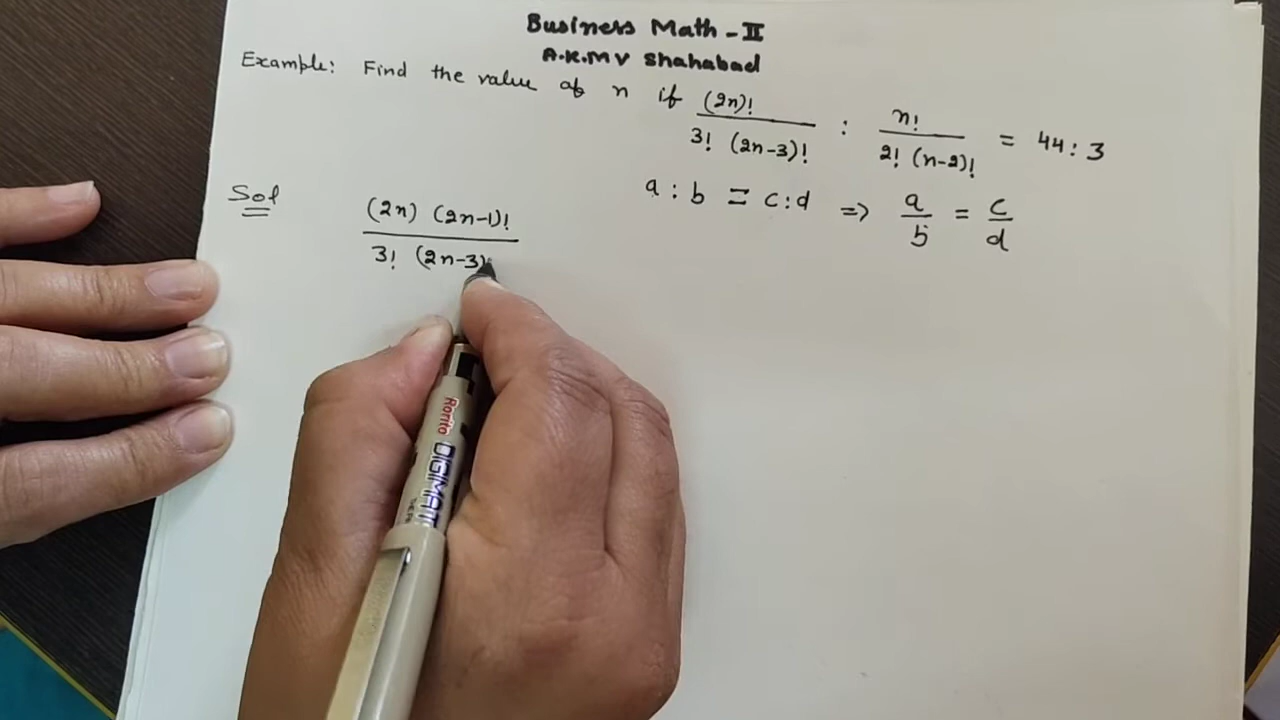 Business Math - II
A.K.M V Shahabad
Example: Find the value of n if (2n)! / 3! (2n-3)! : n! / 2! (n-2)! = 44 : 3
a : b = c : d ⇒ a/b = c/d
Sol
(2n) (2n-1)!
3! (2n-3)
Rorito
DIGIMAT